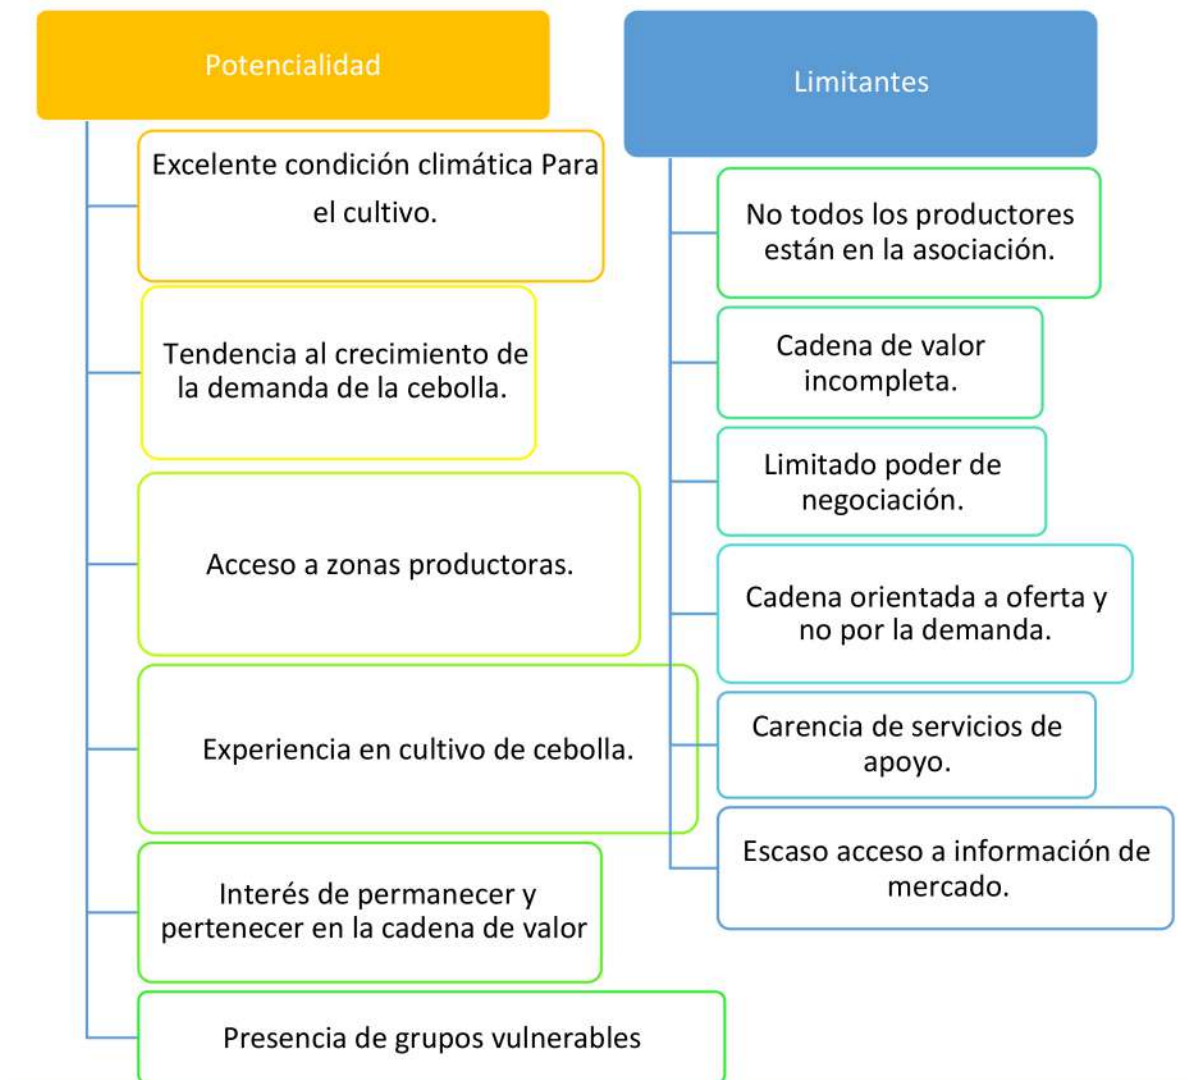 Potencialidad
Excelente condición climática Para
el cultivo.
Tendencia al crecimiento de
la demanda de la cebolla.
Acceso a zonas productoras.
Experiencia en cultivo de cebolla.
Interés de permanecer y
pertenecer en la cadena de valor
Presencia de grupos vulnerables
Limitantes
No todos los productores
están en la asociación.
Cadena de valor
incompleta.
Limitado poder de
negociación.
Cadena orientada a oferta y
no por la demanda.
Carencia de servicios de
apoyo.
Escaso acceso a información de
mercado.